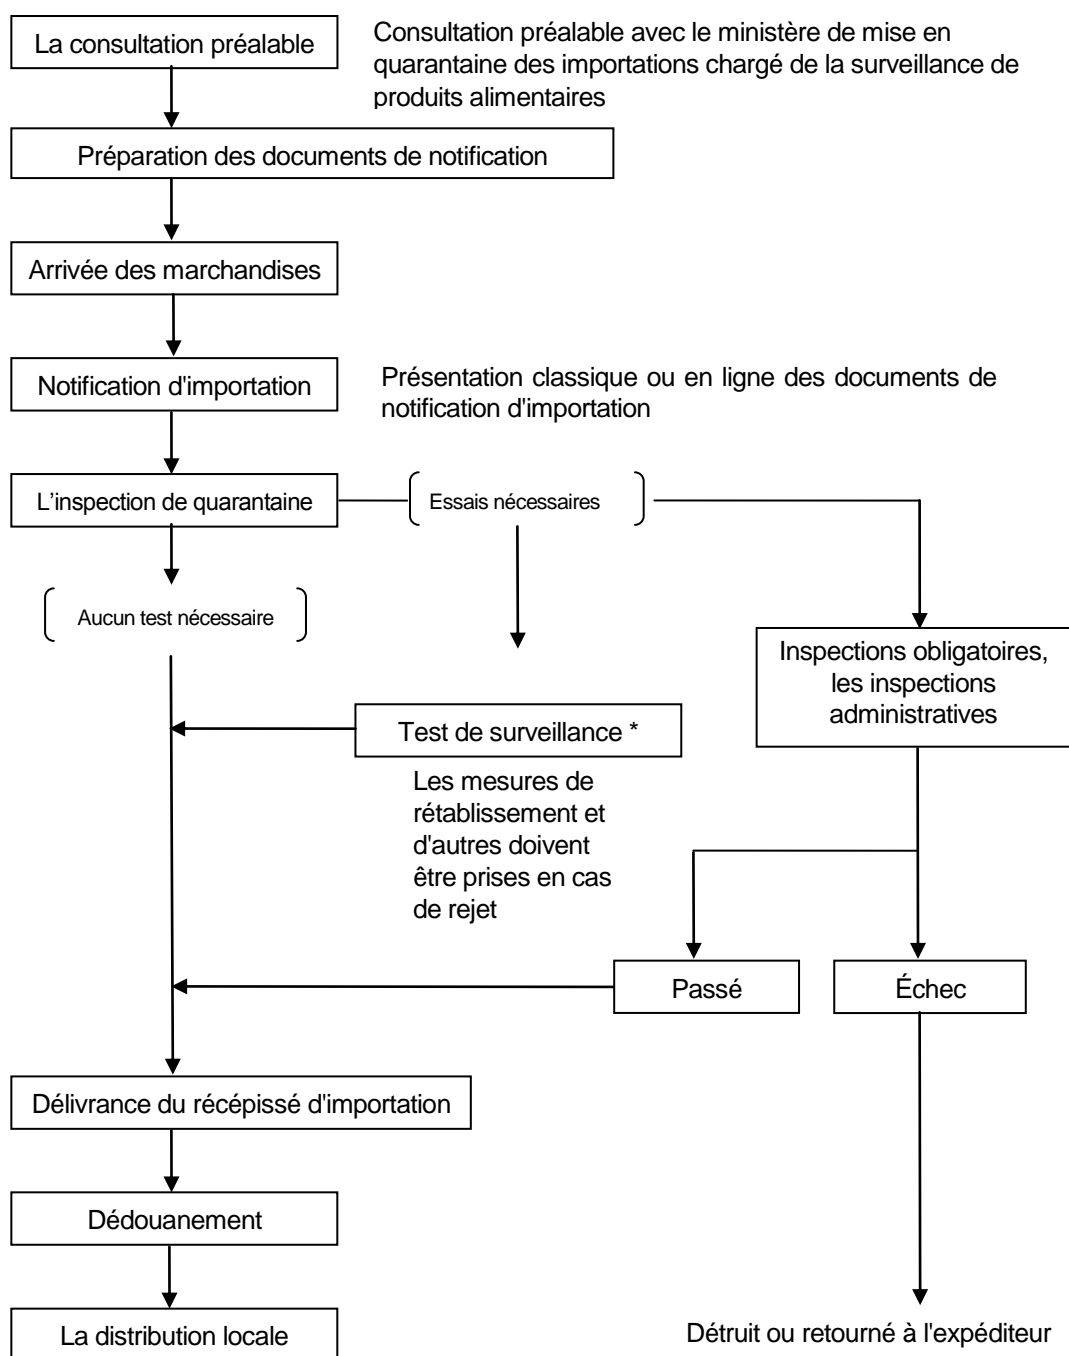 La consultation préalable
Consultation préalable avec le ministère de mise en
quarantaine des importations chargé de la surveillance de
produits alimentaires
Préparation des documents de notification
Arrivée des marchandises
Notification d'importation
Présentation classique ou en ligne des documents de
notification d'importation
L'inspection de quarantaine
Essais nécessaires
Aucun test nécessaire
Inspections obligatoires,
les inspections
administratives
Test de surveillance *
Les mesures de
rétablissement et
d'autres doivent
être prises en cas
de rejet
Passé
Échec
Délivrance du récépissé d'importation
Dédouanement
La distribution locale
Détruit ou retourné à l'expéditeur